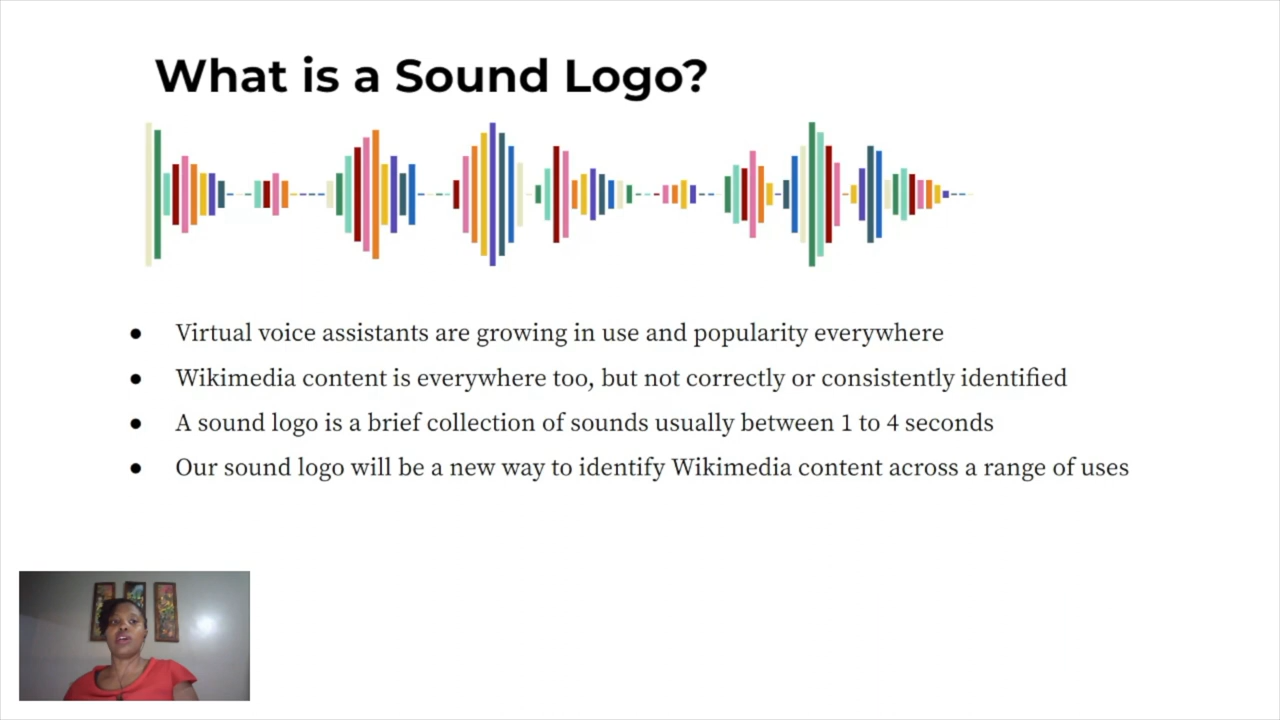 What is a Sound Logo?
● Virtual voice assistants are growing in use and popularity everywhere
● Wikimedia content is everywhere too, but not correctly or consistently identified
● A sound logo is a brief collection of sounds usually between 1 to 4 seconds
● Our sound logo will be a new way to identify Wikimedia content across a range of uses